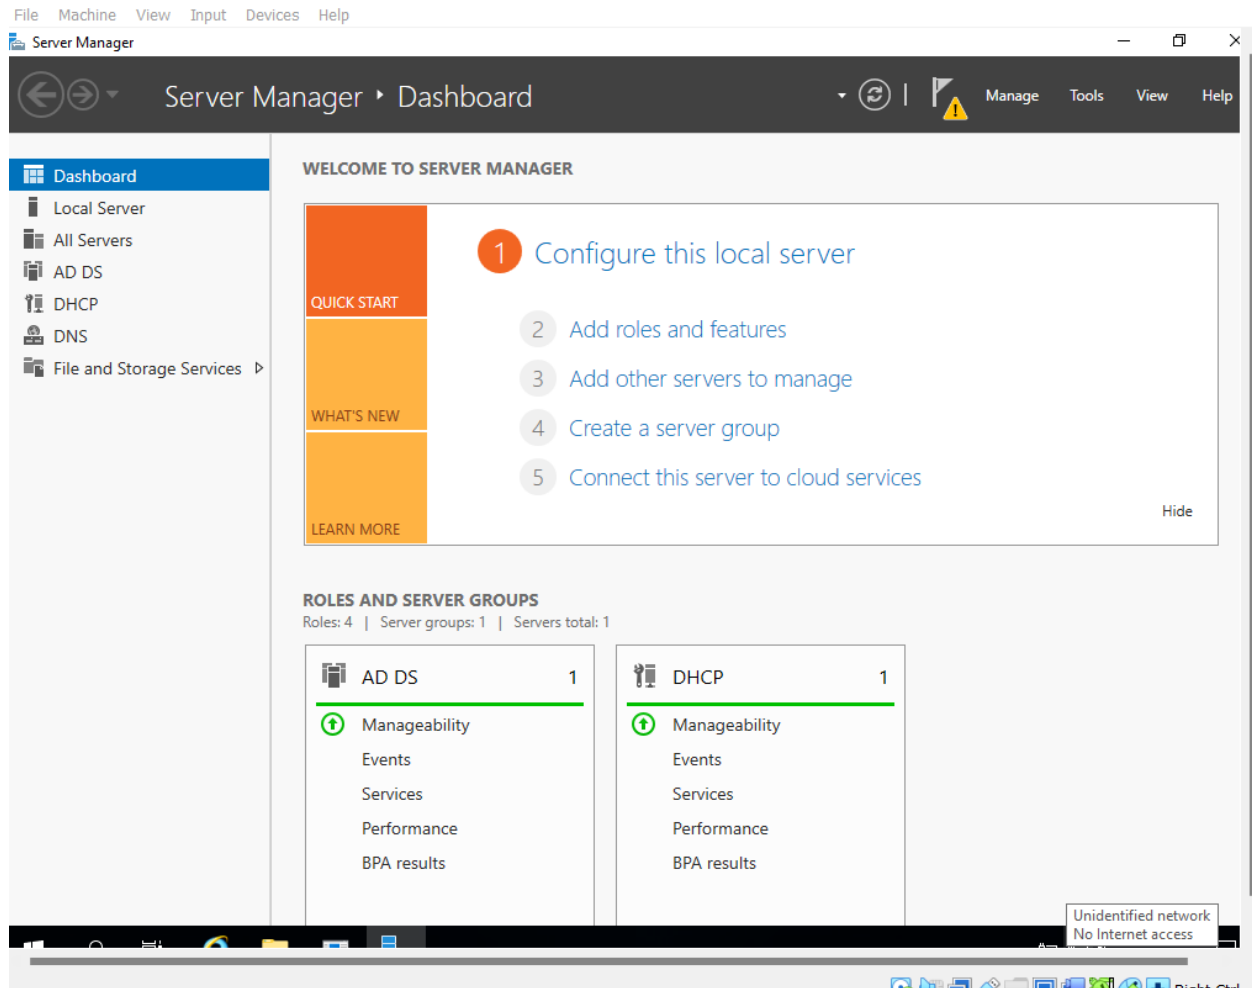 File Machine View Input Devices Help
Server Manager
Server Manager ‣ Dashboard
Manage Tools View Help
Dashboard
Local Server
All Servers
AD DS
DHCP
DNS
File and Storage Services
WELCOME TO SERVER MANAGER
QUICK START
WHAT'S NEW
LEARN MORE
1 Configure this local server
2 Add roles and features
3 Add other servers to manage
4 Create a server group
5 Connect this server to cloud services
Hide
ROLES AND SERVER GROUPS
Roles: 4 | Server groups: 1 | Servers total: 1
AD DS 1
Manageability
Events
Services
Performance
BPA results
DHCP 1
Manageability
Events
Services
Performance
BPA results
Unidentified network
No Internet access
Right Ctrl